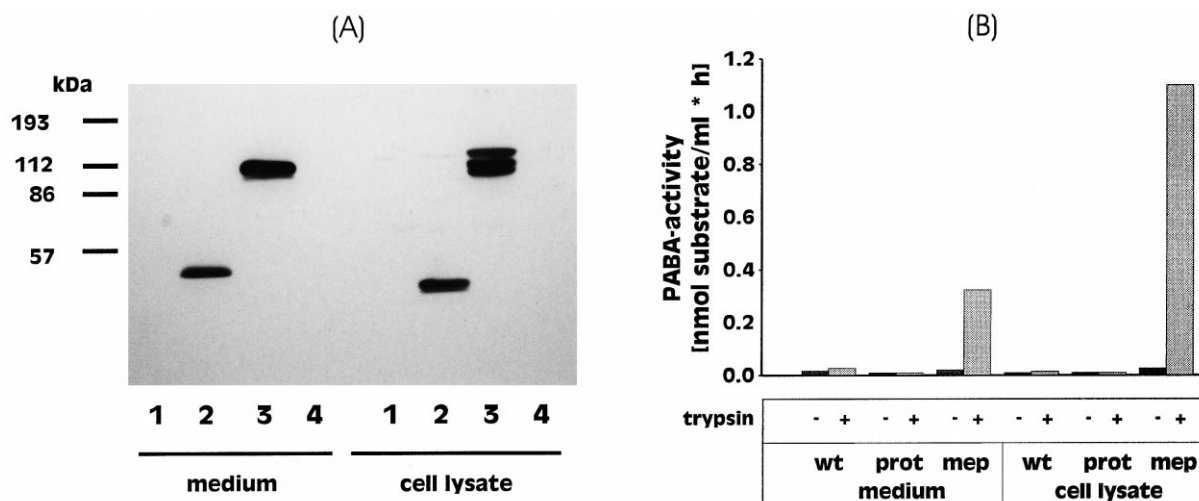 (A)
kDa
193
112
86
57
1 2 3 4 1 2 3 4
medium cell lysate
(B)
PABA-activity
[nmol substrate/ml * h]
1.2
1.0
0.8
0.6
0.4
0.2
0.0
trypsin - + - + - + - + - + - +
wt prot mep wt prot mep
medium cell lysate